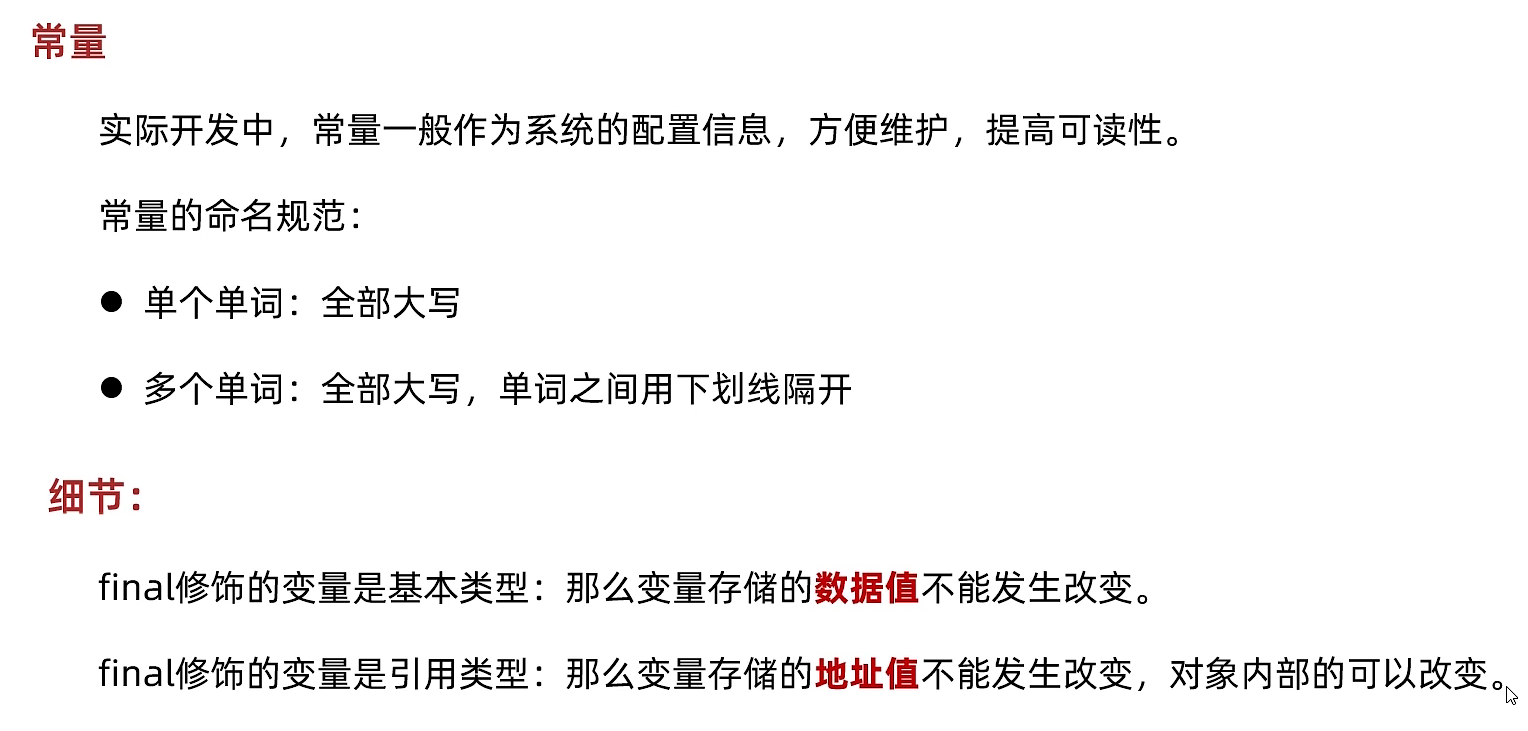 常量
实际开发中，常量一般作为系统的配置信息，方便维护，提高可读性。
常量的命名规范：
● 单个单词：全部大写
● 多个单词：全部大写，单词之间用下划线隔开
细节：
final修饰的变量是基本类型：那么变量存储的数据值不能发生改变。
final修饰的变量是引用类型：那么变量存储的地址值不能发生改变，对象内部的可以改变。